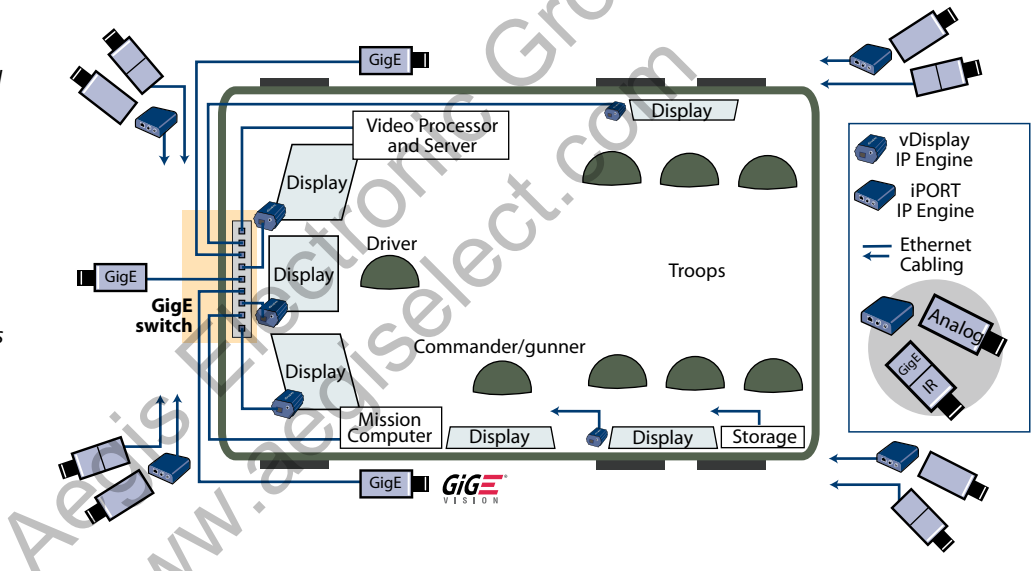 GigE
Display
Video Processor
and Server
Display
vDisplay
IP Engine
iPORT
IP Engine
Driver
Ethernet
Cabling
GigE
Display
Troops
GigE
switch
s
Analog
GigE
IR
Commander/gunner
Display
Mission
Computer
Display
Display
Storage
GigE
GiGE
VISION
Aegis Electronic Gro
www.aegiselect.com